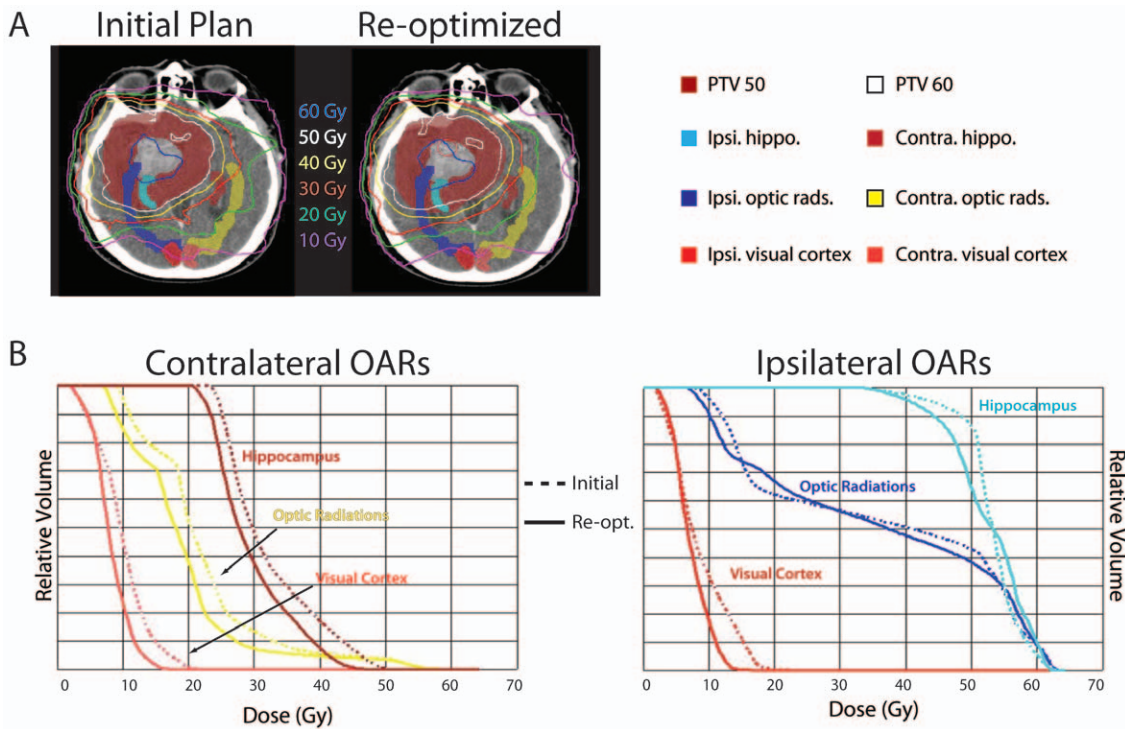 A
Initial Plan
Re-optimized
60 Gy
50 Gy
40 Gy
30 Gy
20 Gy
10 Gy
PTV 50
PTV 60
Ipsi. hippo.
Contra. hippo.
Ipsi. optic rads.
Contra. optic rads.
Ipsi. visual cortex
Contra. visual cortex
B
Contralateral OARs
Relative Volume
Hippocampus
Optic Radiations
Visual Cortex
0 10 20 30 40 50 60 70
Dose (Gy)
Initial
Re-opt.
Ipsilateral OARs
Hippocampus
Optic Radiations
Visual Cortex
Relative Volume
0 10 20 30 40 50 60 70
Dose (Gy)